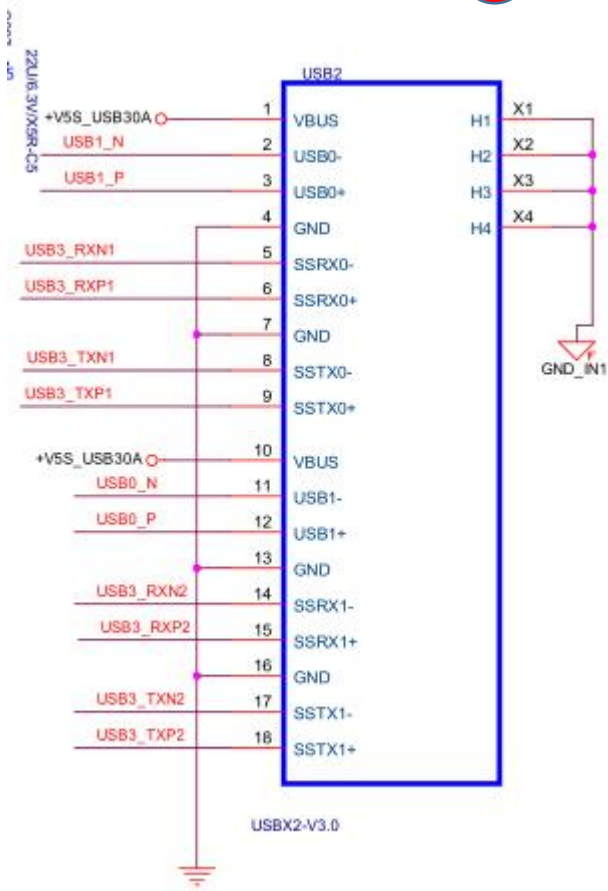 22U/6.3V/X5R-C5
USB2
+V5S_USB30A 1 VBUS H1 X1
USB1_N 2 USB0- H2 X2
USB1_P 3 USB0+ H3 X3
4 GND H4 X4
USB3_RXN1 5 SSRX0-
USB3_RXP1 6 SSRX0+
7 GND
GND_IN1
USB3_TXN1 8 SSTX0-
USB3_TXP1 9 SSTX0+
+V5S_USB30A 10 VBUS
USB0_N 11 USB1-
USB0_P 12 USB1+
13 GND
USB3_RXN2 14 SSRX1-
USB3_RXP2 15 SSRX1+
16 GND
USB3_TXN2 17 SSTX1-
USB3_TXP2 18 SSTX1+
USBX2-V3.0